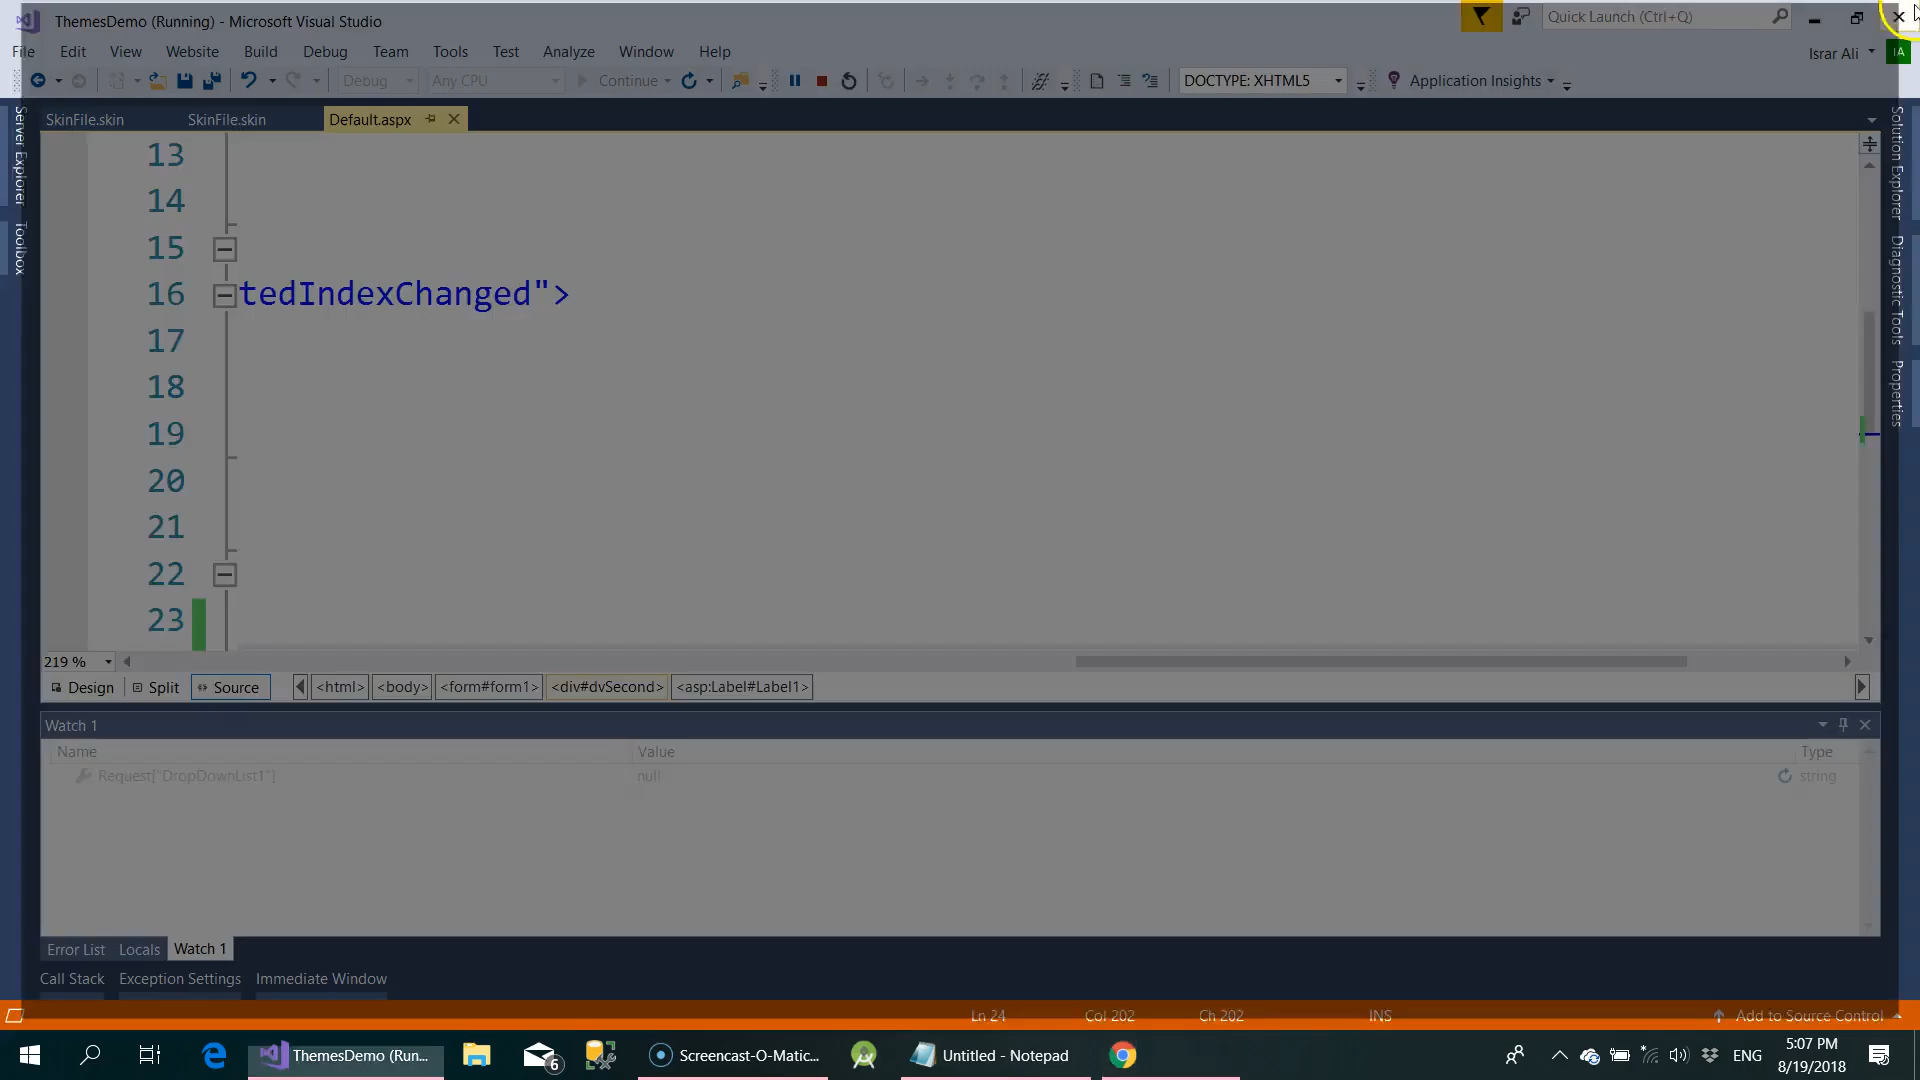 ThemesDemo (Running) - Microsoft Visual Studio
Quick Launch (Ctrl+Q)
File Edit View Website Build Debug Team Tools Test Analyze Window Help
Israr Ali
IA
Debug Any CPU Continue DOCTYPE: XHTML5 Application Insights
SkinFile.skin SkinFile.skin Default.aspx
Server Explorer
Toolbox
Solution Explorer
Diagnostic Tools
Properties
13
14
15
16 tedIndexChanged">
17
18
19
20
21
22
23
219 %
Design Split Source <html> <body> <form#form1> <div#dvSecond> <asp:Label#Label1>
Watch 1
Name Value Type
Request["DropDownList1"] null string
Error List Locals Watch 1
Call Stack Exception Settings Immediate Window
Ln 24 Col 202 Ch 202 INS Add to Source Control
ThemesDemo (Run... 6 Screencast-O-Matic... Untitled - Notepad ENG 5:07 PM
8/19/2018